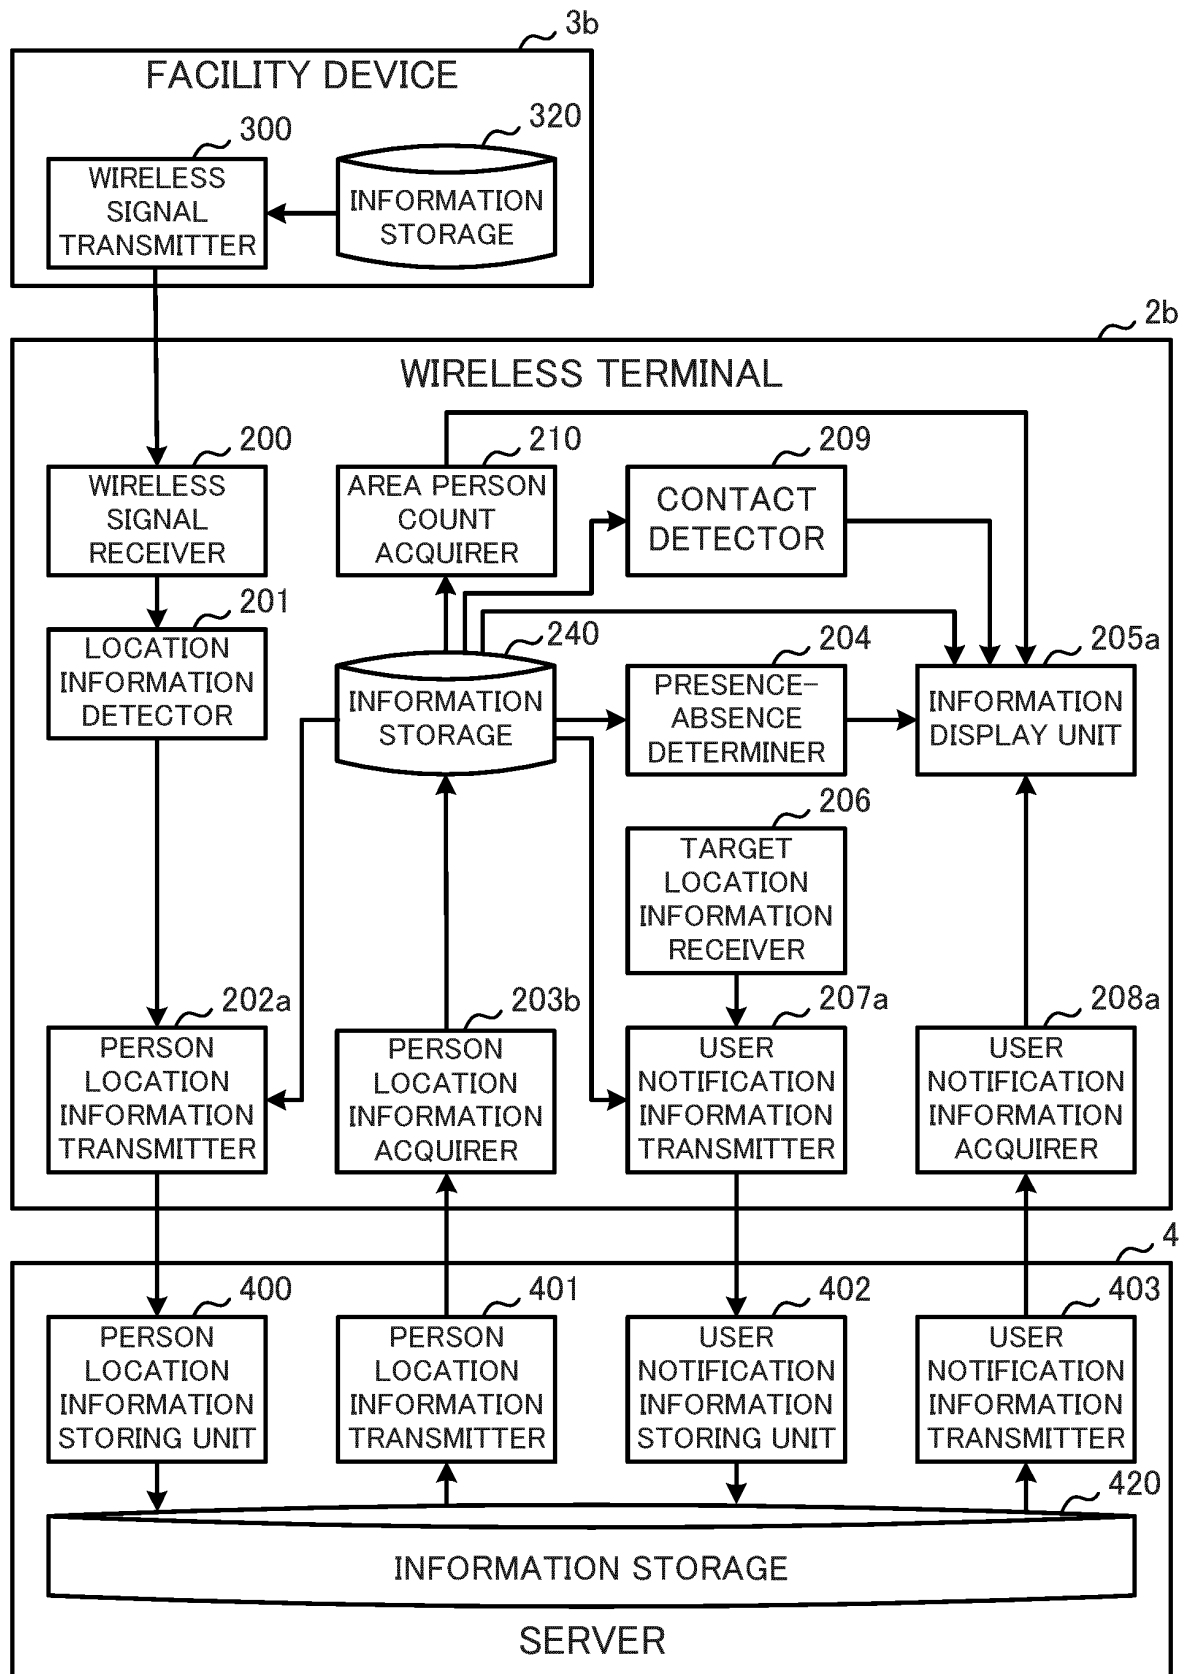 3b
FACILITY DEVICE
300
WIRELESS
SIGNAL
TRANSMITTER
320
INFORMATION
STORAGE
2b
WIRELESS TERMINAL
200
WIRELESS
SIGNAL
RECEIVER
210
AREA PERSON
COUNT
ACQUIRER
209
CONTACT
DETECTOR
201
LOCATION
INFORMATION
DETECTOR
240
INFORMATION
STORAGE
204
PRESENCE-
ABSENCE
DETERMINER
205a
INFORMATION
DISPLAY UNIT
206
TARGET
LOCATION
INFORMATION
RECEIVER
202a
PERSON
LOCATION
INFORMATION
TRANSMITTER
203b
PERSON
LOCATION
INFORMATION
ACQUIRER
207a
USER
NOTIFICATION
INFORMATION
TRANSMITTER
208a
USER
NOTIFICATION
INFORMATION
ACQUIRER
4
400
PERSON
LOCATION
INFORMATION
STORING UNIT
401
PERSON
LOCATION
INFORMATION
TRANSMITTER
402
USER
NOTIFICATION
INFORMATION
STORING UNIT
403
USER
NOTIFICATION
INFORMATION
TRANSMITTER
420
INFORMATION STORAGE
SERVER